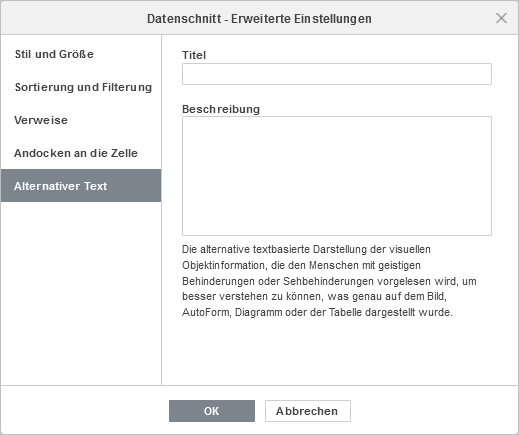 Datenschnitt - Erweiterte Einstellungen
Stil und Größe
Sortierung und Filterung
Verweise
Andocken an die Zelle
Alternativer Text
Titel
Beschreibung
Die alternative textbasierte Darstellung der visuellen
Objektinformation, die den Menschen mit geistigen
Behinderungen oder Sehbehinderungen vorgelesen wird, um
besser verstehen zu können, was genau auf dem Bild,
AutoForm, Diagramm oder der Tabelle dargestellt wurde.
OK
Abbrechen